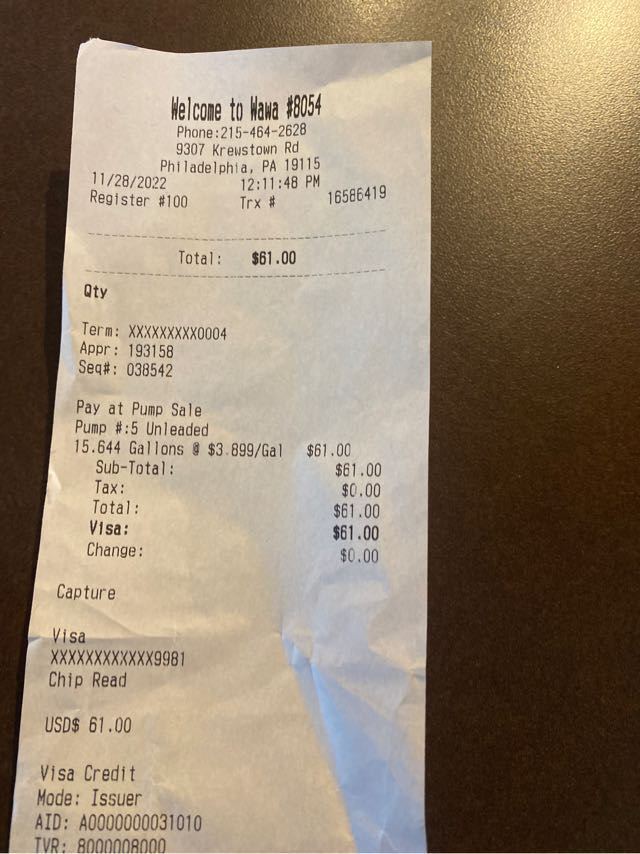 Welcome to Wawa #8054
Phone:215-464-2628
9307 Krewstown Rd
Philadelphia, PA 19115
11/28/2022 12:11:48 PM
Register #100 Trx # 16586419
Total: $61.00
Qty
Term: XXXXXXXXX0004
Appr: 193158
Seq#: 038542
Pay at Pump Sale
Pump #:5 Unleaded
15.644 Gallons @ $3.899/Gal $61.00
Sub-Total: $61.00
Tax: $0.00
Total: $61.00
Visa: $61.00
Change: $0.00
Capture
Visa
XXXXXXXXXXXX9981
Chip Read
USD$ 61.00
Visa Credit
Mode: Issuer
AID: A0000000031010
TVR: 8000008000